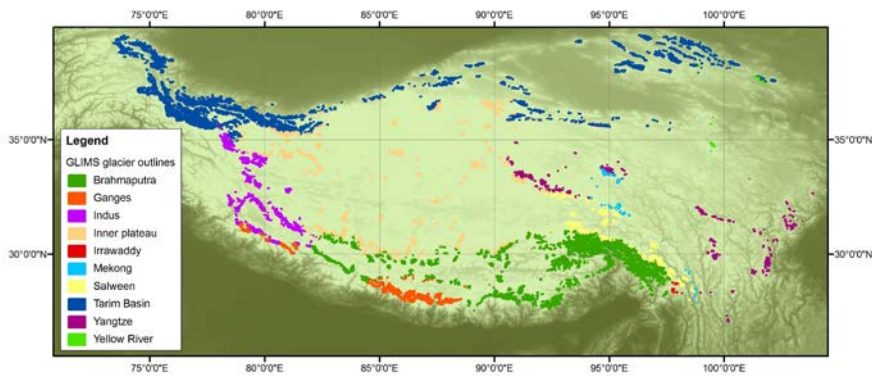 75°0'0"E 80°0'0"E 85°0'0"E 90°0'0"E 95°0'0"E 100°0'0"E
35°0'0"N 35°0'0"N
Legend
GLIMS glacier outlines
Brahmaputra
Ganges
Indus
Inner plateau
Irrawaddy
Mekong
Salween
Tarim Basin
Yangtze
Yellow River
30°0'0"N 30°0'0"N
75°0'0"E 80°0'0"E 85°0'0"E 90°0'0"E 95°0'0"E 100°0'0"E